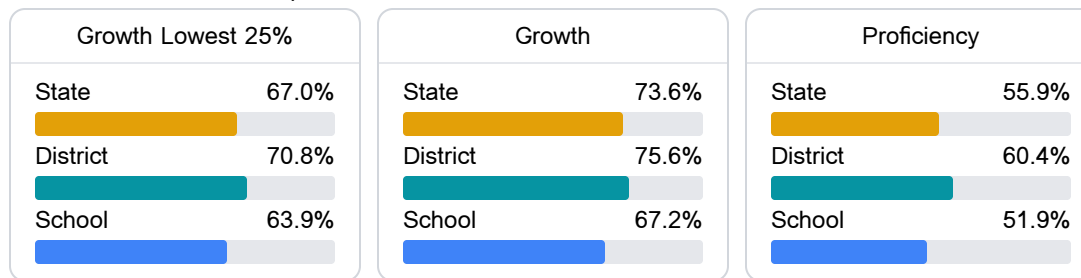 Growth Lowest 25%
State 67.0%
District 70.8%
School 63.9%
Growth
State 73.6%
District 75.6%
School 67.2%
Proficiency
State 55.9%
District 60.4%
School 51.9%